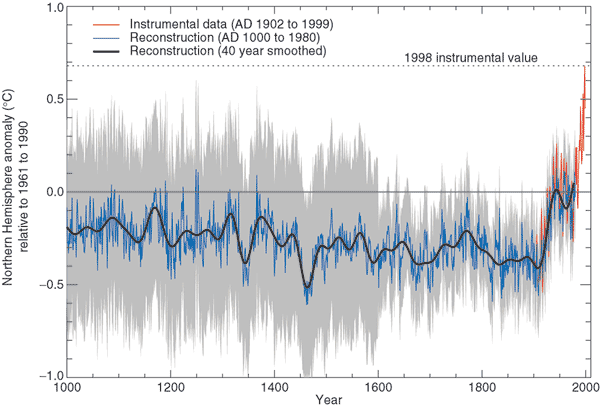 1.0
Instrumental data (AD 1902 to 1999)
Reconstruction (AD 1000 to 1980)
Reconstruction (40 year smoothed)
1998 instrumental value
0.5
0.0
−0.5
−1.0
Northern Hemisphere anomaly (°C)
relative to 1961 to 1990
1000 1200 1400 1600 1800 2000
Year